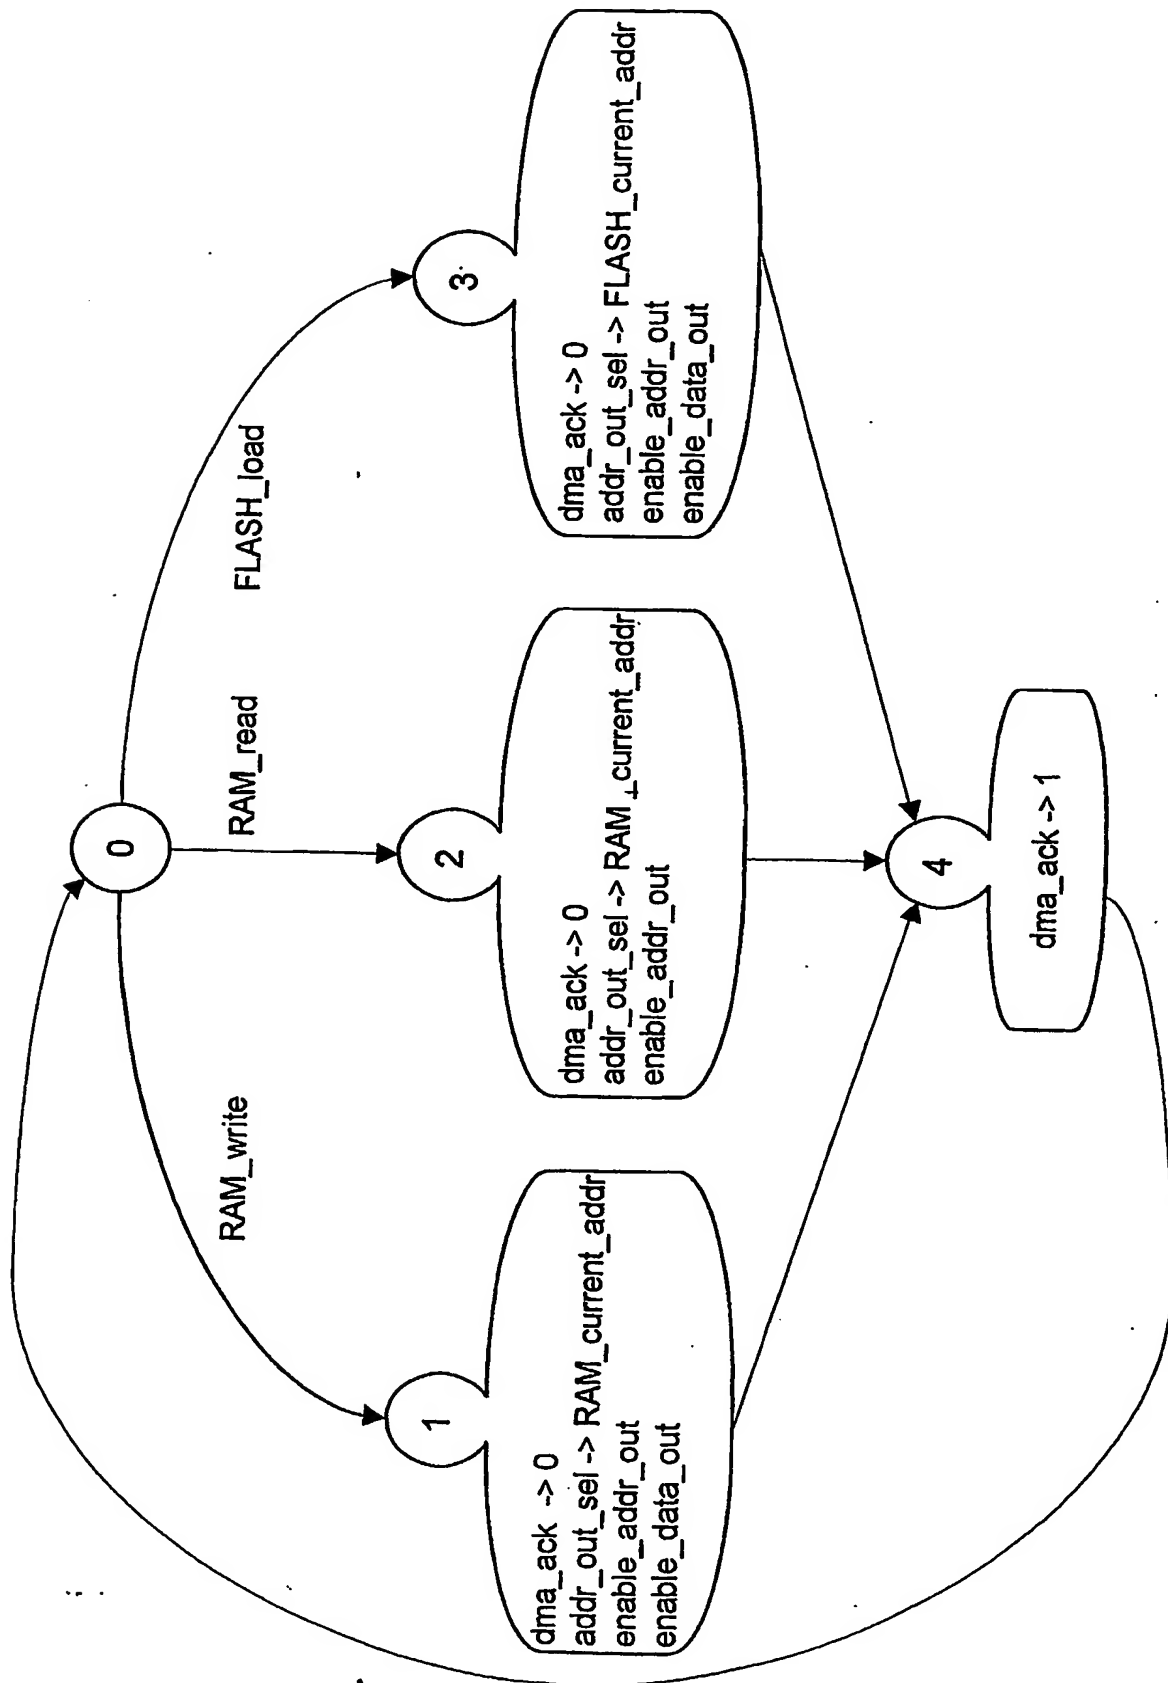 0
RAM_write
RAM_read
FLASH_load
1
dma_ack -> 0
addr_out_sel -> RAM_current_addr
enable_addr_out
enable_data_out
2
dma_ack -> 0
addr_out_sel -> RAM_current_addr
enable_addr_out
3
dma_ack -> 0
addr_out_sel -> FLASH_current_addr
enable_addr_out
enable_data_out
4
dma_ack -> 1